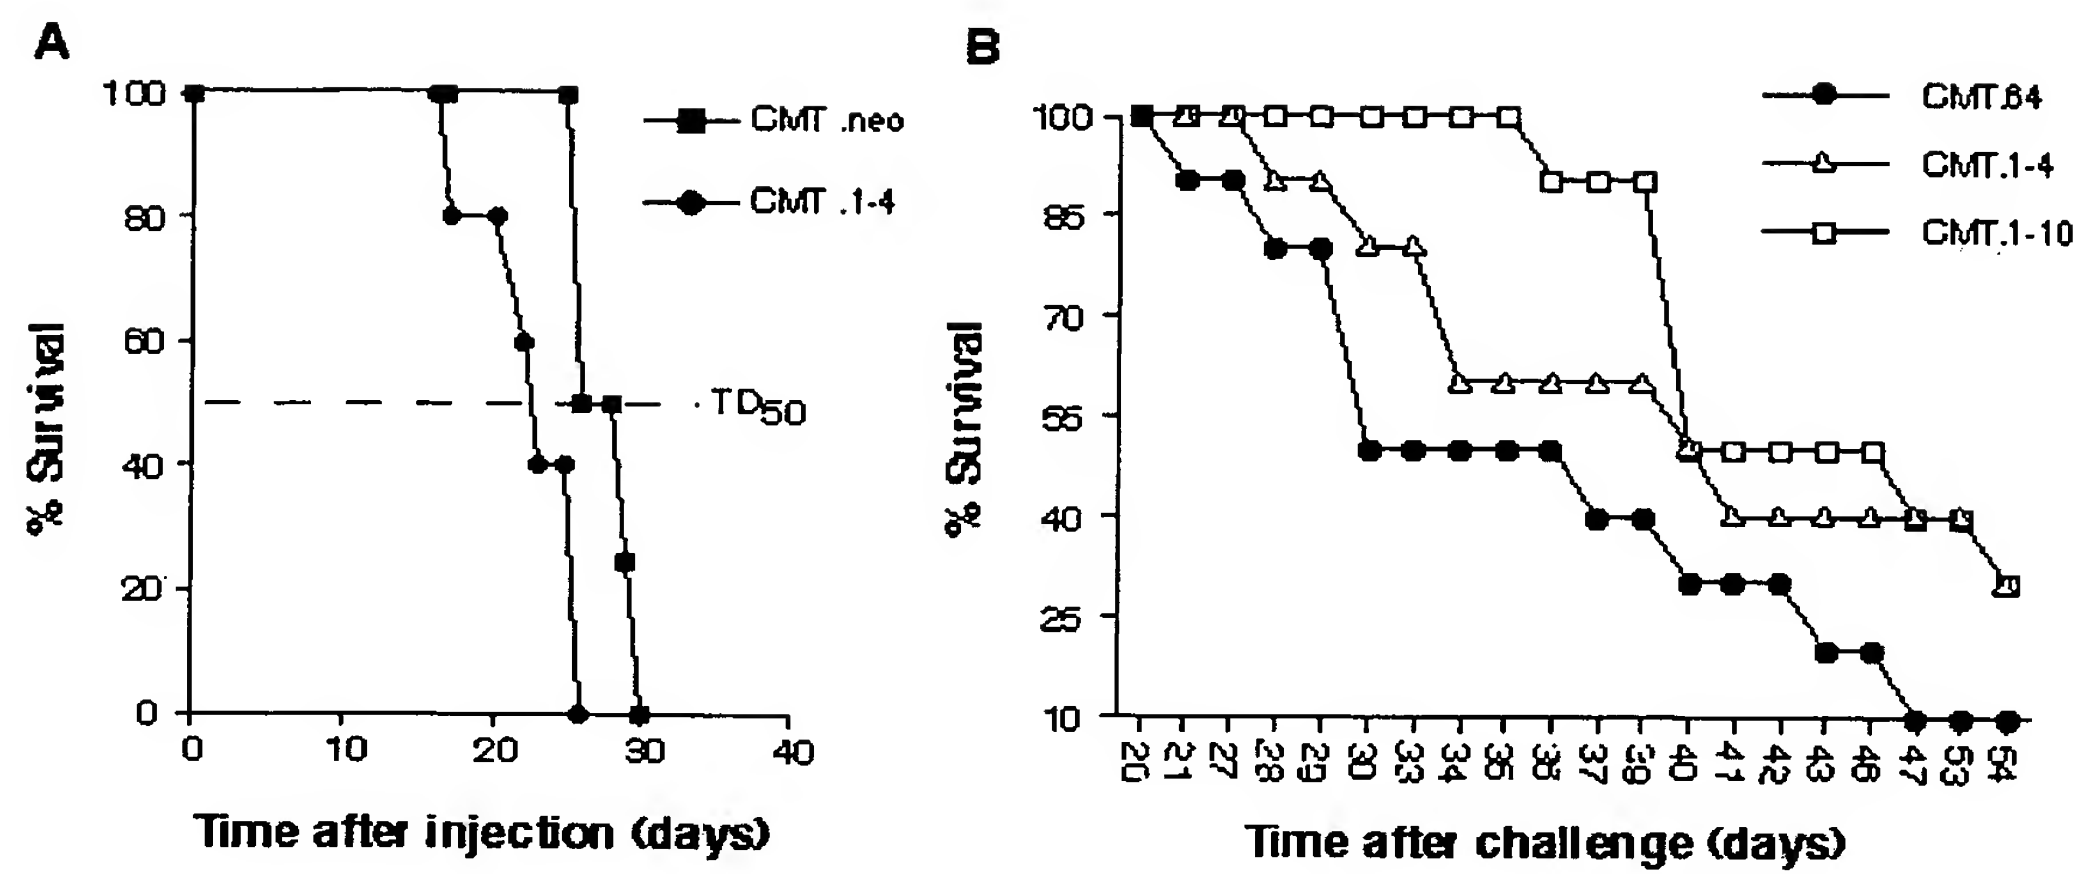 A
% Survival
100
80
60
40
20
0
0 10 20 30 40
Time after injection (days)
CMT .neo
CMT .1-4
TD50
B
% Survival
100
85
70
55
40
25
10
20 21 27 28 29 30 33 34 35 36 37 39 40 41 42 43 46 47 53 54
Time after challenge (days)
CMT.64
CMT.1-4
CMT.1-10